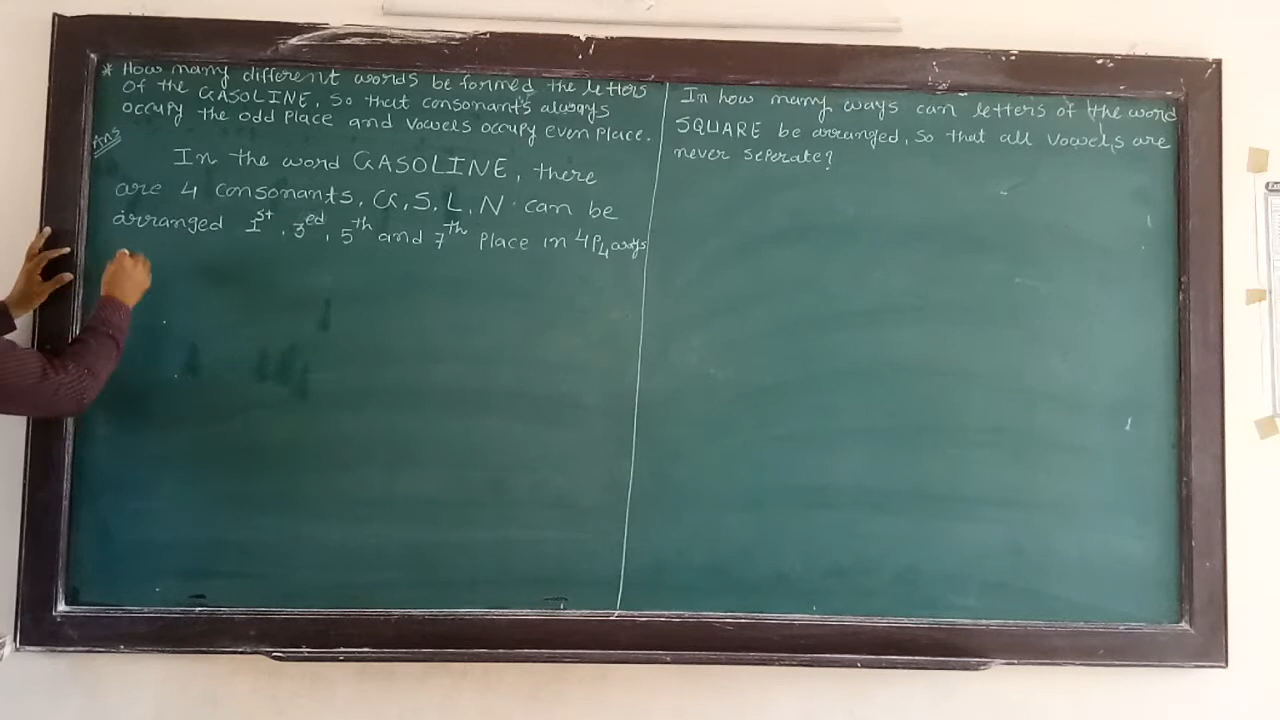 * How many different words be formed the letters
of the GASOLINE, so that consonants always
occupy the odd place and vowels occupy even place.
Ans
In the word GASOLINE, there
are 4 consonants, G, S, L, N can be
arranged 1st, 3ed, 5th and 7th place in 4P4 ways
In how many ways can letters of the word
SQUARE be arranged, so that all vowels are
never seperate?